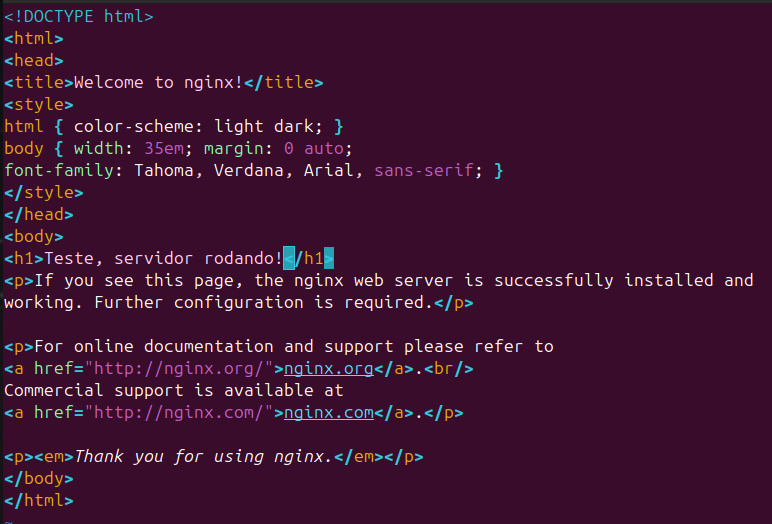 <!DOCTYPE html>
<html>
<head>
<title>Welcome to nginx!</title>
<style>
html { color-scheme: light dark; }
body { width: 35em; margin: 0 auto;
font-family: Tahoma, Verdana, Arial, sans-serif; }
</style>
</head>
<body>
<h1>Teste, servidor rodando!</h1>
<p>If you see this page, the nginx web server is successfully installed and
working. Further configuration is required.</p>

<p>For online documentation and support please refer to
<a href="http://nginx.org/">nginx.org</a>.<br/>
Commercial support is available at
<a href="http://nginx.com/">nginx.com</a>.</p>

<p><em>Thank you for using nginx.</em></p>
</body>
</html>
~